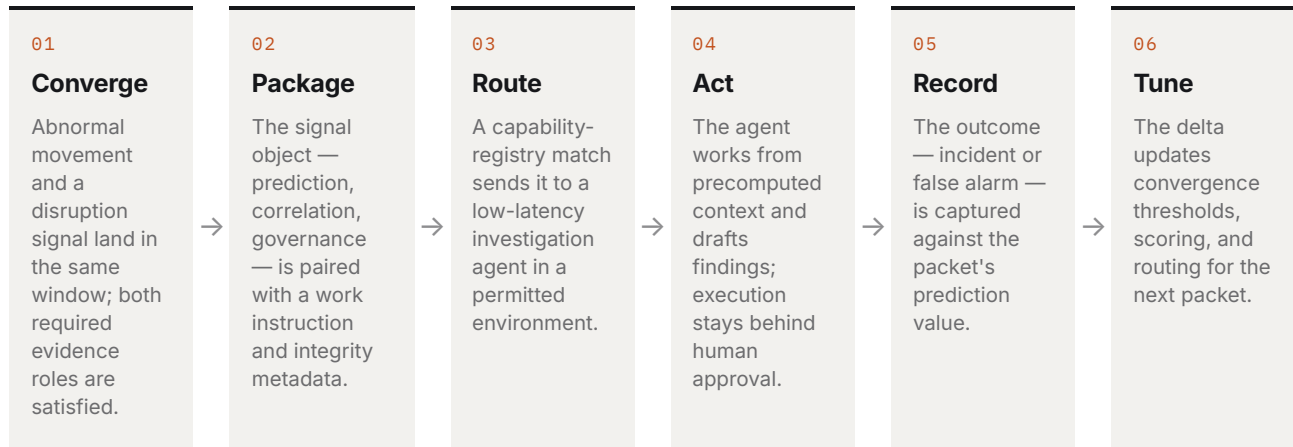 01
Converge
Abnormal
movement
and a
disruption
signal land in
the same
window; both
required
evidence
roles are
satisfied.
→
02
Package
The signal
object —
prediction,
correlation,
governance
— is paired
with a work
instruction
and integrity
metadata.
→
03
Route
A capability-
registry match
sends it to a
low-latency
investigation
agent in a
permitted
environment.
→
04
Act
The agent
works from
precomputed
context and
drafts
findings;
execution
stays behind
human
approval.
→
05
Record
The outcome
— incident or
false alarm —
is captured
against the
packet's
prediction
value.
→
06
Tune
The delta
updates
convergence
thresholds,
scoring, and
routing for the
next packet.